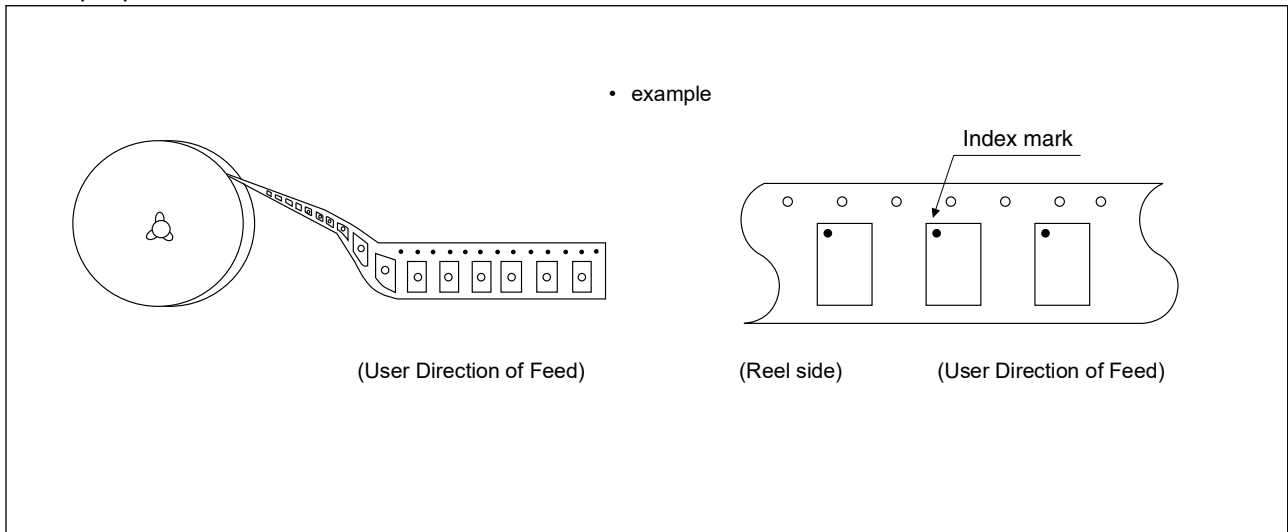 • example
Index mark
(User Direction of Feed)
(Reel side)
(User Direction of Feed)